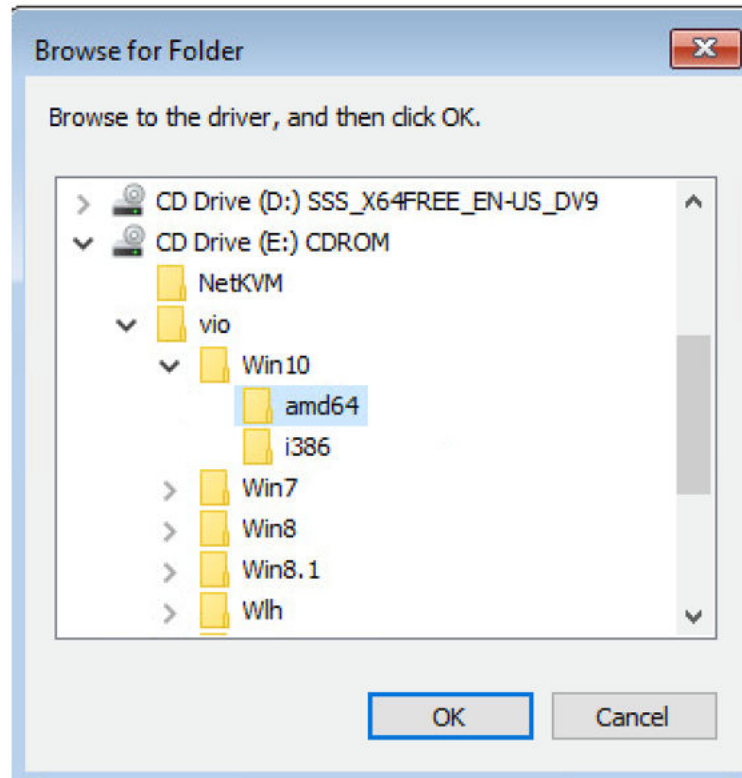 Browse for Folder
Browse to the driver, and then click OK.
CD Drive (D:) SSS_X64FREE_EN-US_DV9
CD Drive (E:) CDROM
NetKVM
vio
Win10
amd64
i386
Win7
Win8
Win8.1
Wlh
OK Cancel